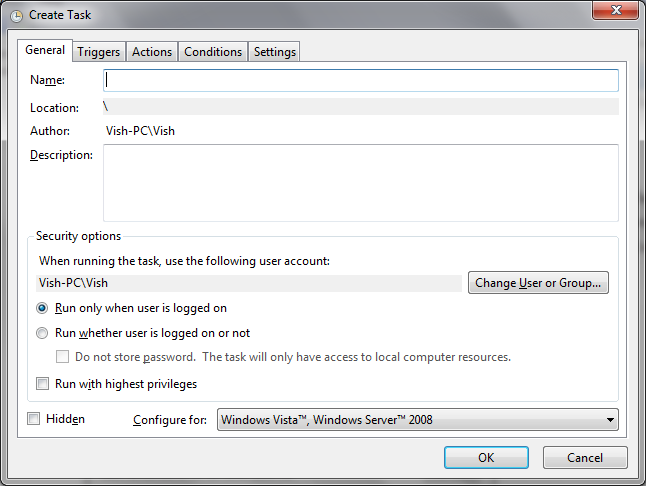 Create Task
General Triggers Actions Conditions Settings
Name:
Location: \
Author: Vish-PC\Vish
Description:
Security options
When running the task, use the following user account:
Vish-PC\Vish Change User or Group...
Run only when user is logged on
Run whether user is logged on or not
Do not store password. The task will only have access to local computer resources.
Run with highest privileges
Hidden Configure for: Windows Vista™, Windows Server™ 2008
OK Cancel